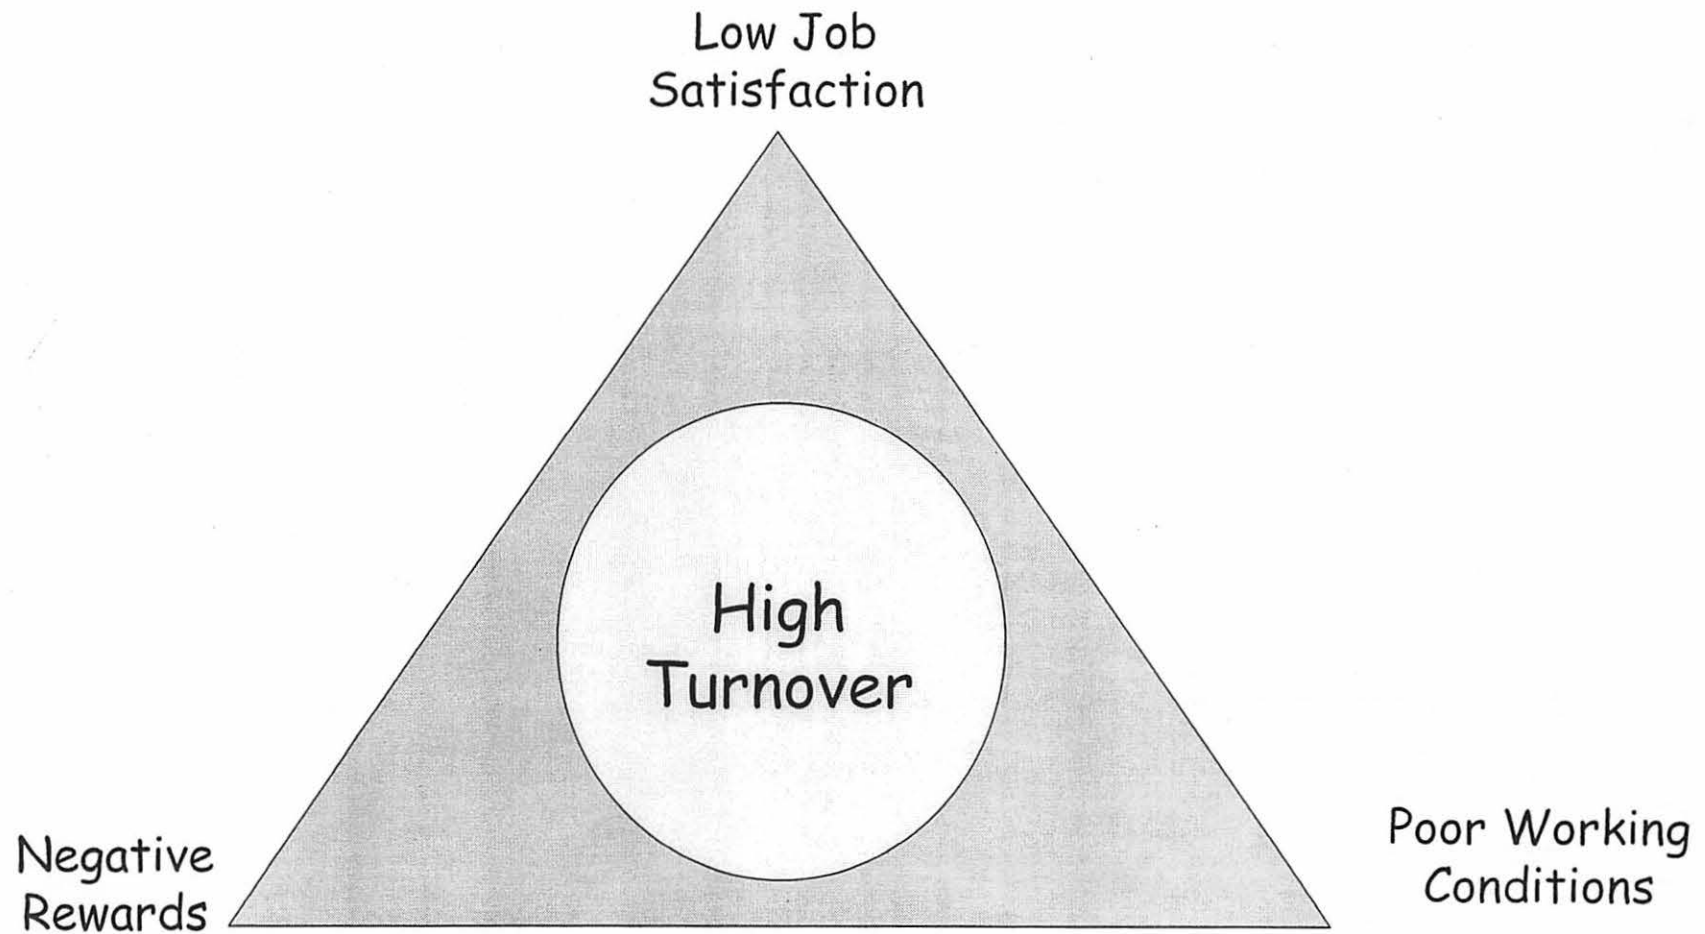 Low Job
Satisfaction
High
Turnover
Negative
Rewards
Poor Working
Conditions